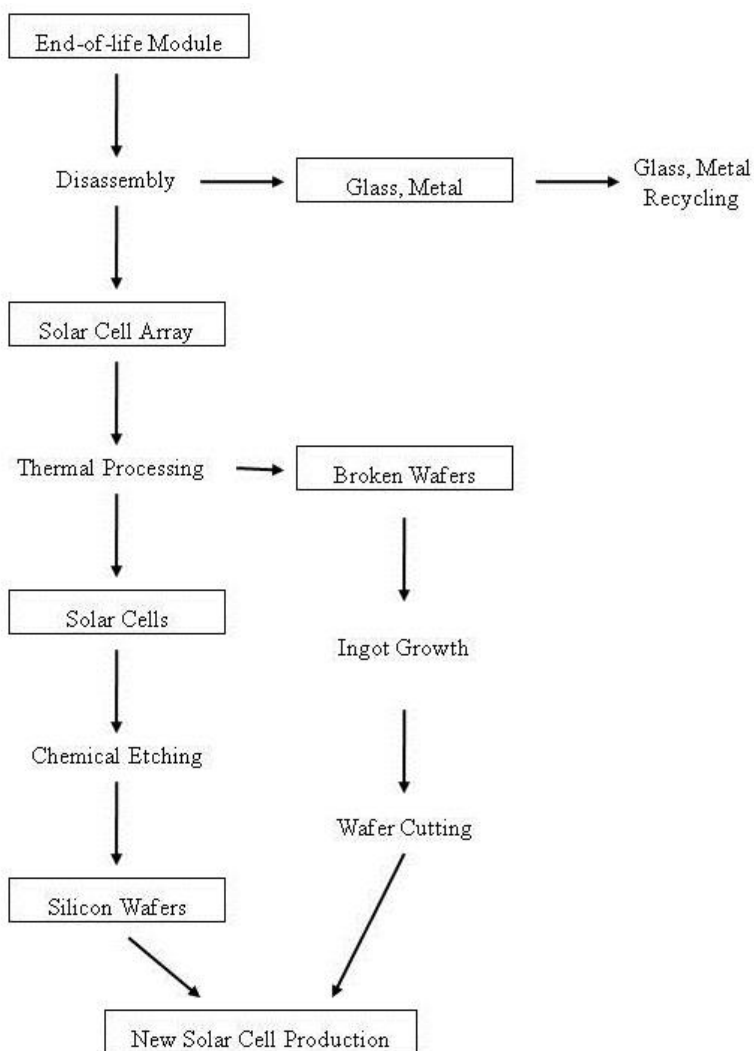 End-of-life Module
Disassembly
Glass, Metal
Glass, Metal
Recycling
Solar Cell Array
Thermal Processing
Broken Wafers
Solar Cells
Ingot Growth
Chemical Etching
Wafer Cutting
Silicon Wafers
New Solar Cell Production